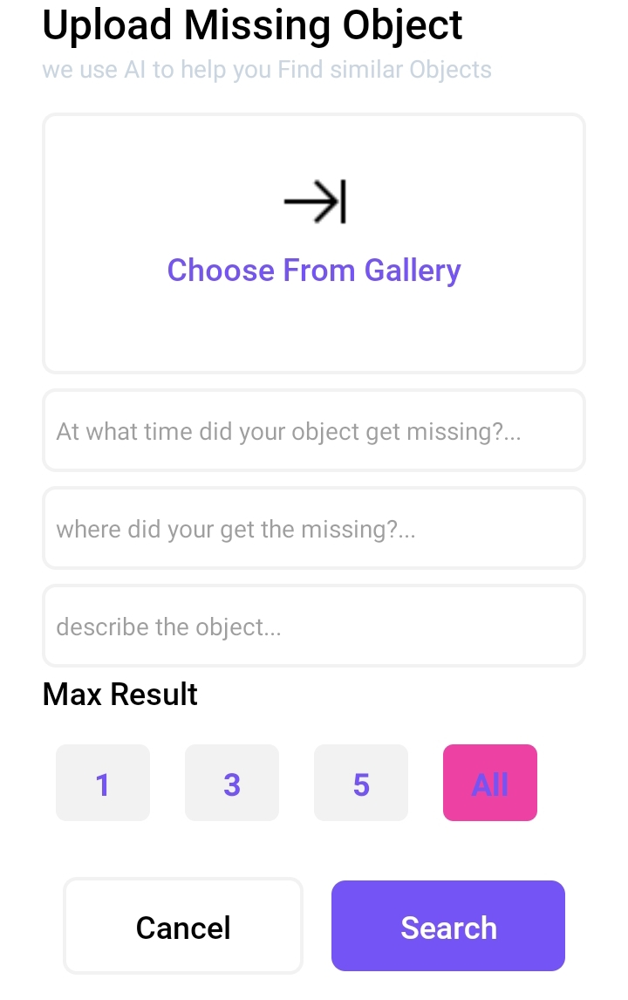 Upload Missing Object
we use AI to help you Find similar Objects
Choose From Gallery
At what time did your object get missing?...
where did your get the missing?...
describe the object...
Max Result
1 3 5 All
Cancel Search